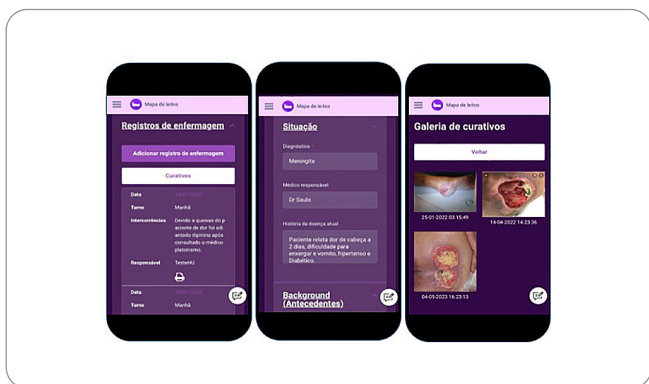 Mapa de leitos
Registros de enfermagem
Adicionar registro de enfermagem
Curativos
Data
Turno Manhã
Intercorrências Devido a queixas do p
aciente de dor foi adi
antado dipirona após
consultado o médico
platonismo.
Responsável TesteHU
Data
Turno Manhã
Mapa de leitos
Situação
Diagnóstico
Meningite
Médico responsável
Dr Saulo
História da doença atual
Paciente relata dor de cabeça a
2 dias, dificuldade para
enxergar e vomito, hipertenso e
Diabético.
Background
(Antecedentes)
Mapa de leitos
Galeria de curativos
Voltar
25-01-2022 03:15:49
14-04-2022 14:23:36
04-05-2023 16:23:13